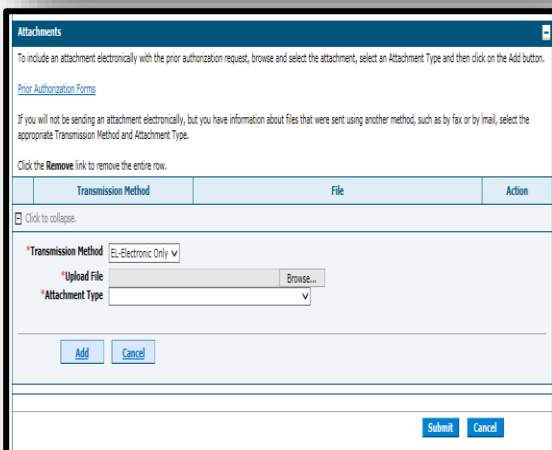 Attachments
To include an attachment electronically with the prior authorization request, browse and select the attachment, select an Attachment Type and then click on the Add button.
Prior Authorization Forms
If you will not be sending an attachment electronically, but you have information about files that were sent using another method, such as by fax or by mail, select the
appropriate Transmission Method and Attachment Type.
Click the Remove link to remove the entire row.
Transmission Method File Action
Click to collapse.
*Transmission Method EL-Electronic Only
*Upload File Browse...
*Attachment Type
Add Cancel
Submit Cancel